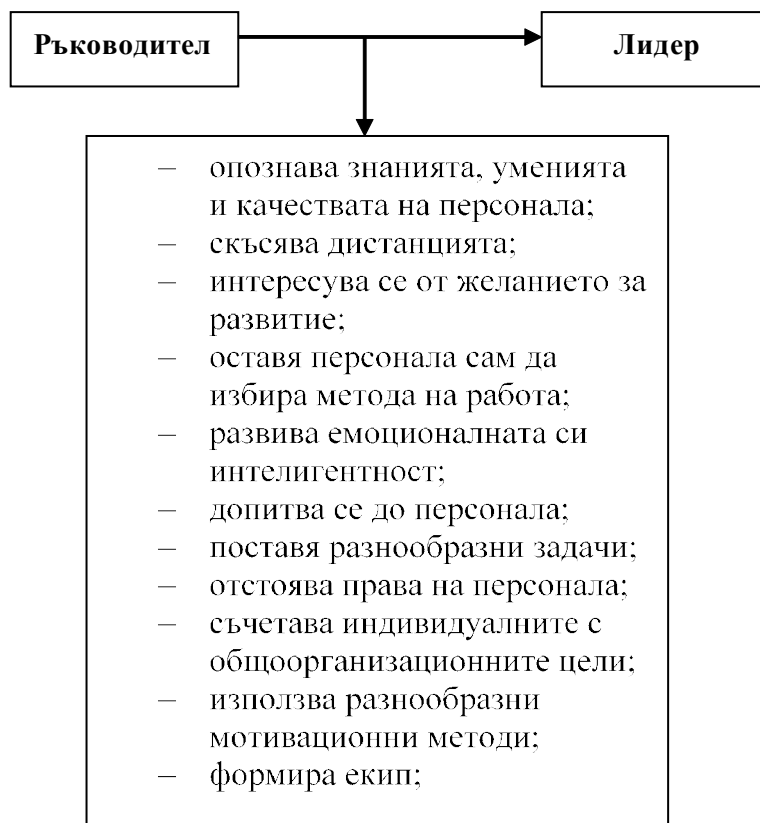 Ръководител
Лидер
– опознава знанията, уменията
и качествата на персонала;
– скъсява дистанцията;
– интересува се от желанието за
развитие;
– оставя персонала сам да
избира метода на работа;
– развива емоционалната си
интелигентност;
– допитва се до персонала;
– поставя разнообразни задачи;
– отстоява права на персонала;
– съчетава индивидуалните с
общоорганизационните цели;
– използва разнообразни
мотивационни методи;
– формира екип;